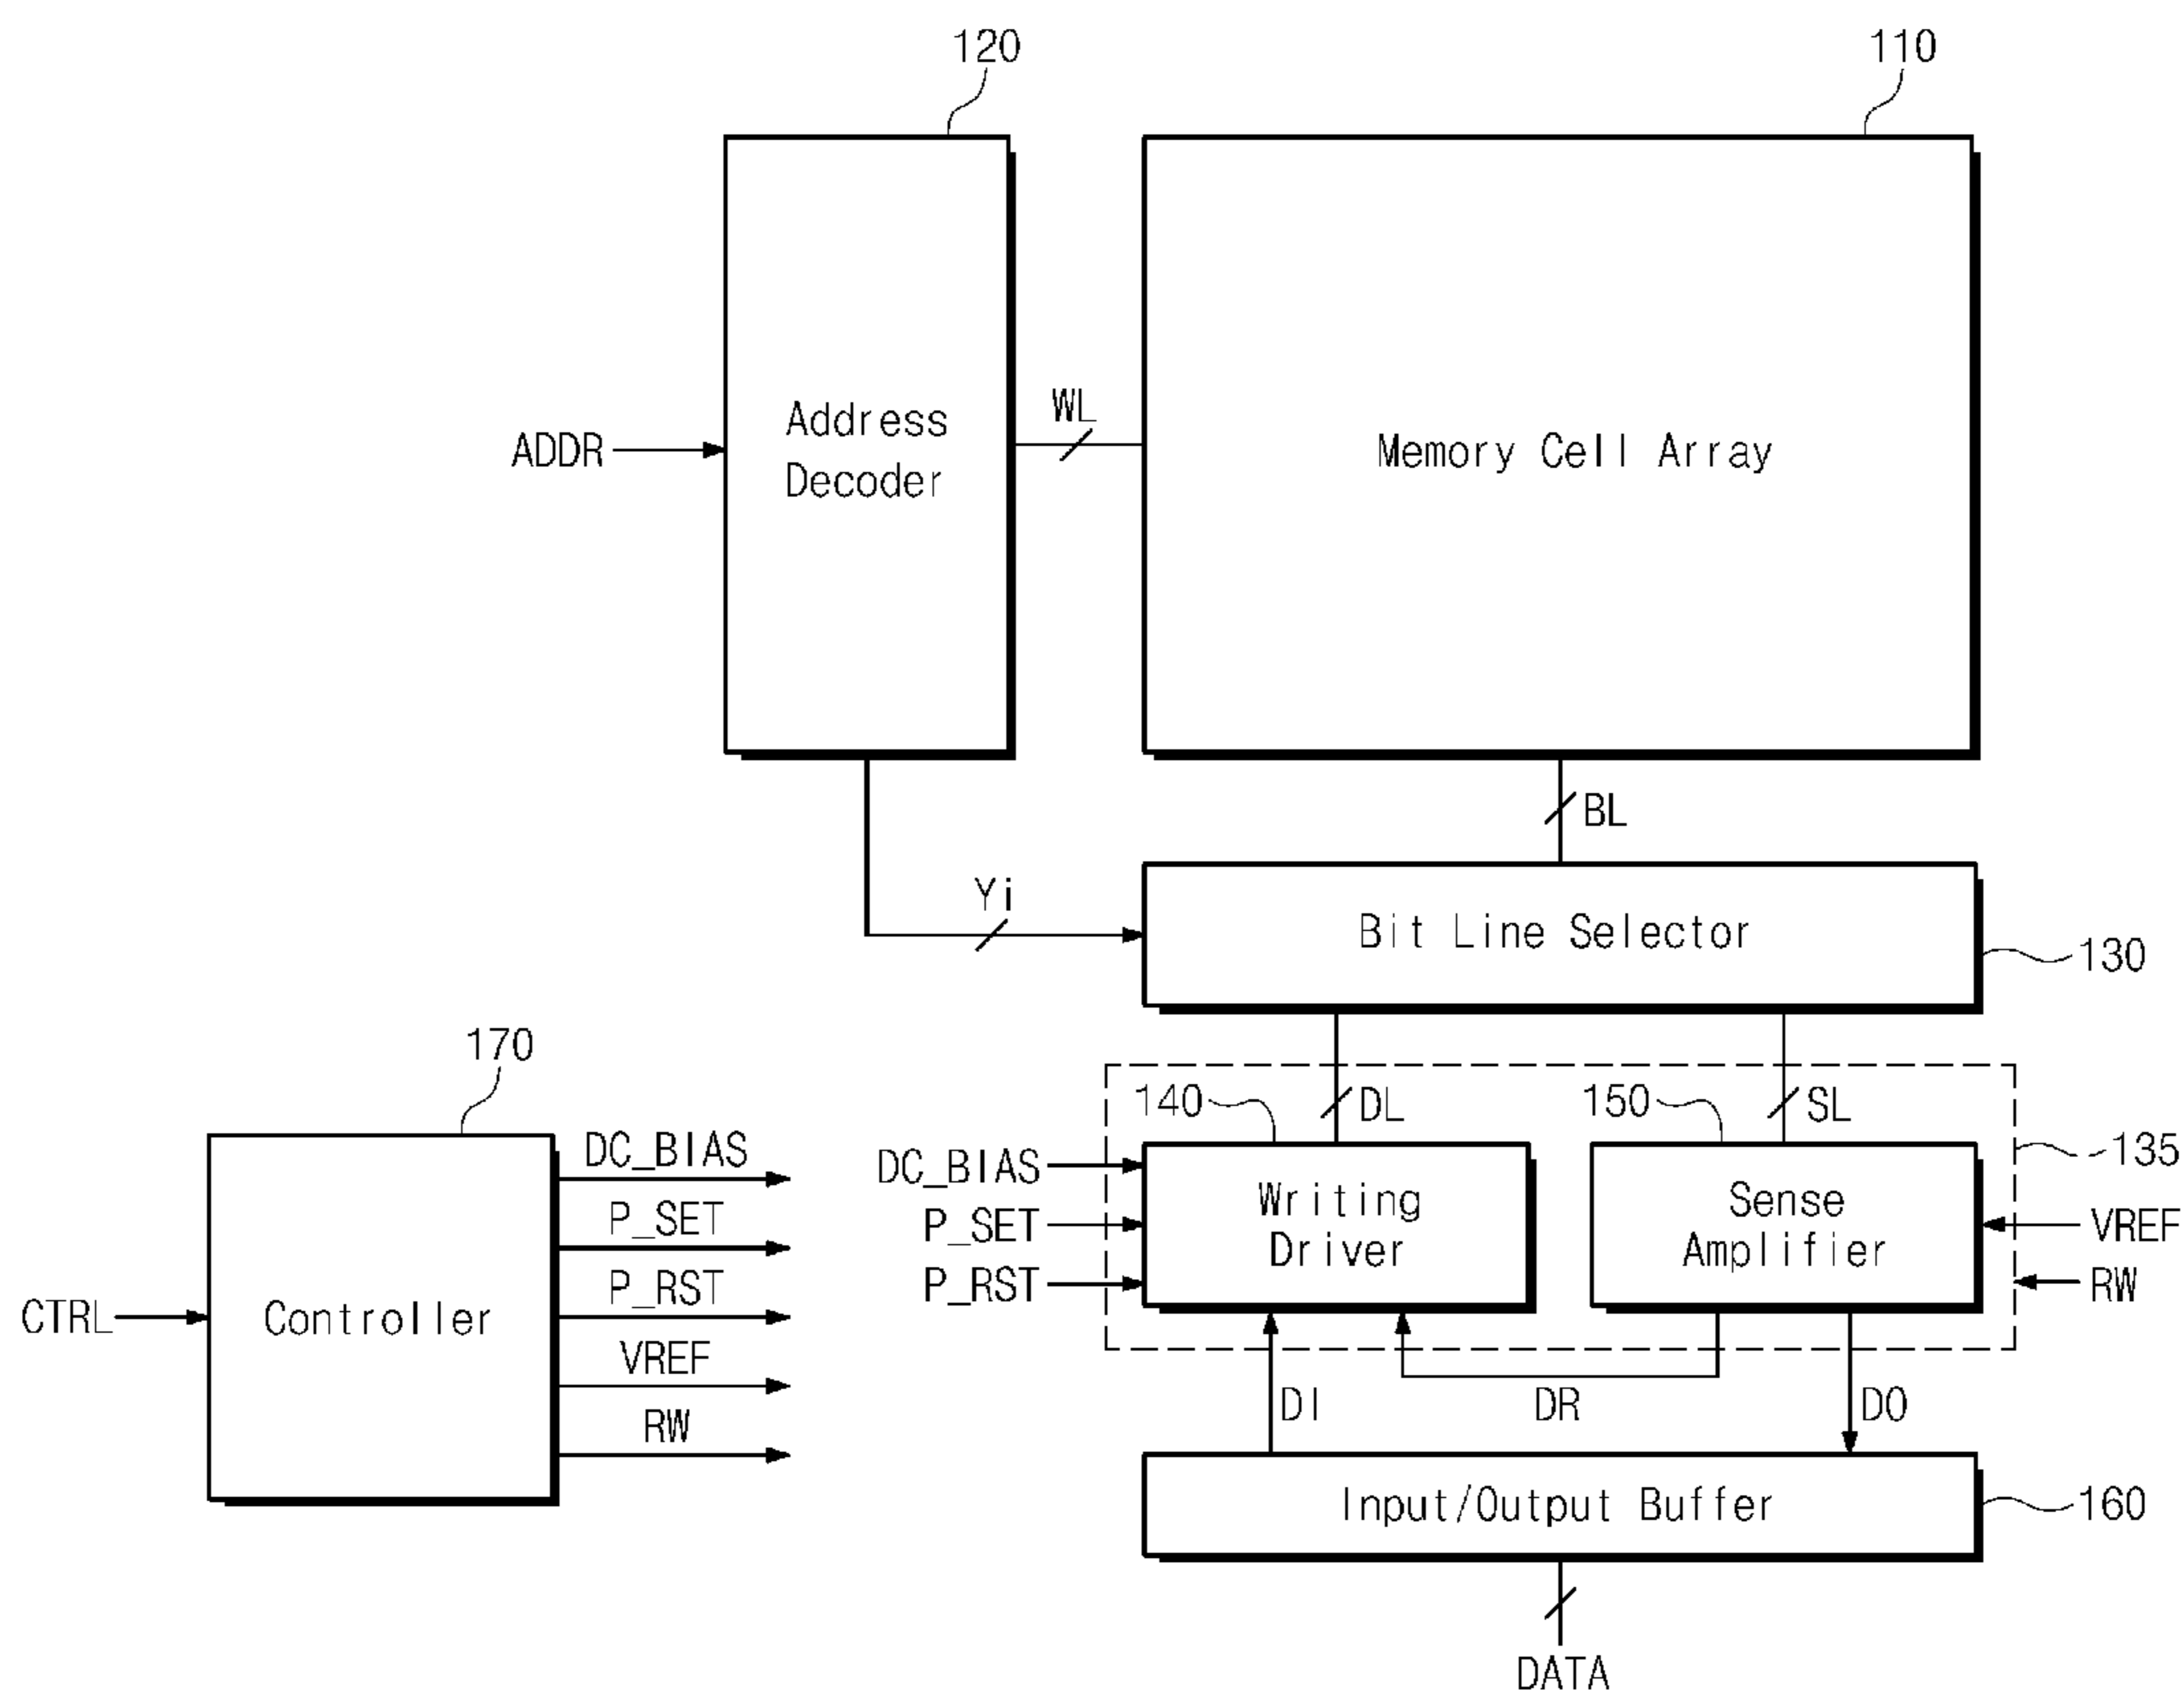 120
110
Address
Decoder
ADDR
WL
Memory Cell Array
BL
Yi
Bit Line Selector
130
170
140
DL
150
SL
135
DC_BIAS
P_SET
P_RST
VREF
RW
CTRL
Controller
DC_BIAS
P_SET
P_RST
Writing
Driver
Sense
Amplifier
VREF
RW
DI
DR
DO
Input/Output Buffer
160
DATA